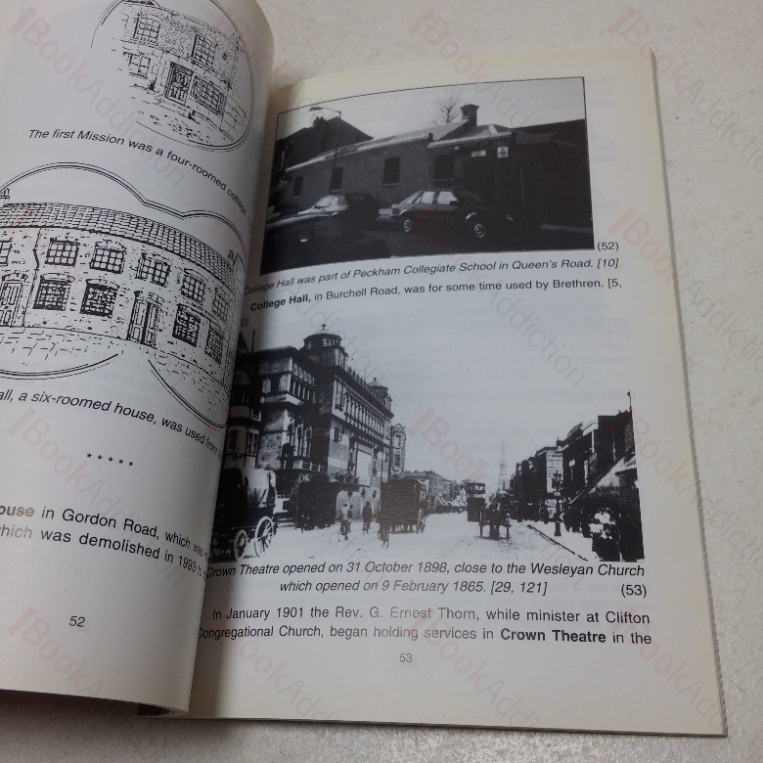 The first Mission was a four-roomed cottage
all, a six-roomed house, was used from
*****
ouse in Gordon Road, which was
which was demolished in 1993
52
(52)
College Hall was part of Peckham Collegiate School in Queen's Road. [10]
College Hall, in Burchell Road, was for some time used by Brethren. [5,
0]
Crown Theatre opened on 31 October 1898, close to the Wesleyan Church
which opened on 9 February 1865. [29, 121]
(53)
In January 1901 the Rev. G. Ernest Thorn, while minister at Clifton
Congregational Church, began holding services in Crown Theatre in the
53
BookAddiction